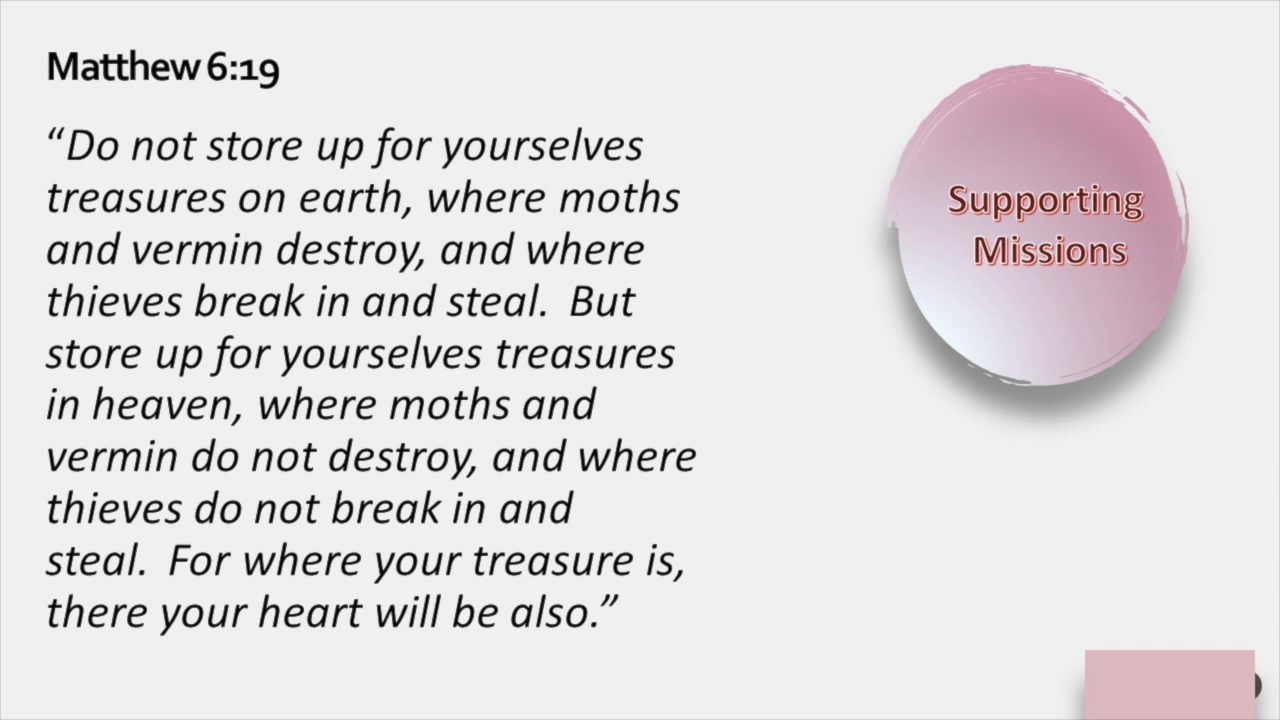 Matthew 6:19
“Do not store up for yourselves
treasures on earth, where moths
and vermin destroy, and where
thieves break in and steal.  But
store up for yourselves treasures
in heaven, where moths and
vermin do not destroy, and where
thieves do not break in and
steal.  For where your treasure is,
there your heart will be also.”
Supporting
Missions